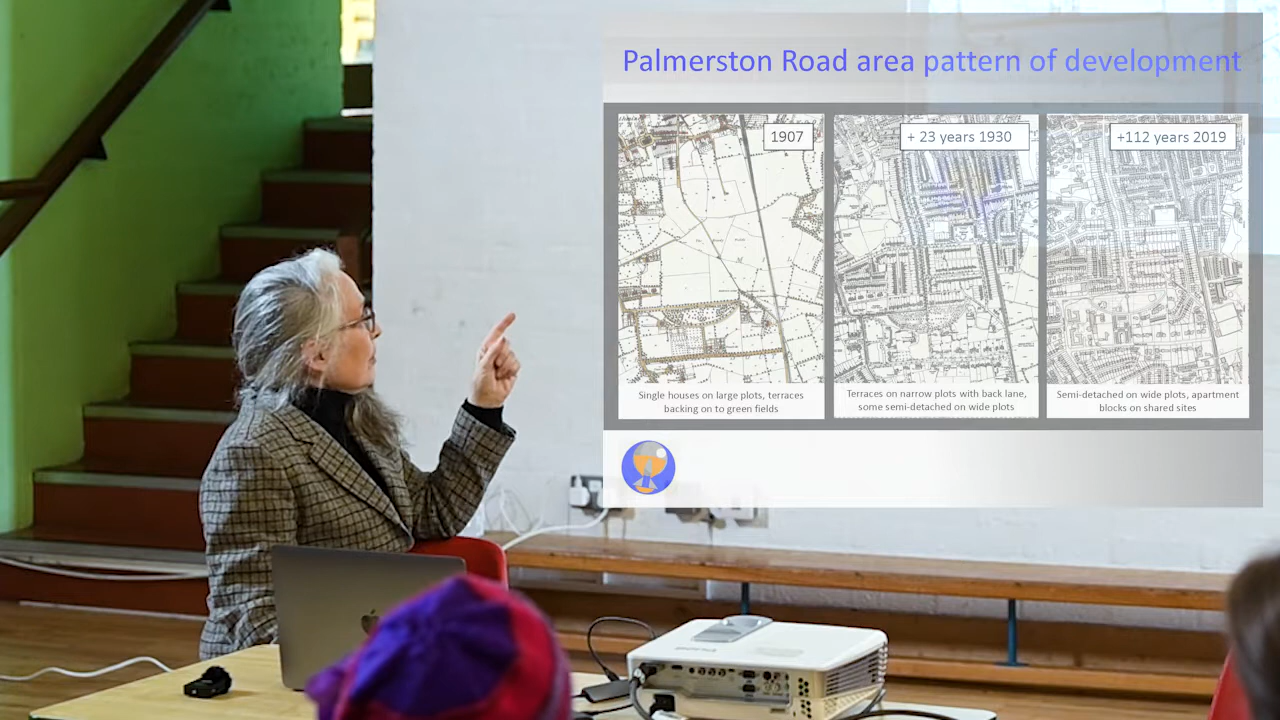 Palmerston Road area pattern of development
1907
+ 23 years 1930
+112 years 2019
Single houses on large plots, terraces
backing on to green fields
Terraces on narrow plots with back lane,
some semi-detached on wide plots
Semi-detached on wide plots, apartment
blocks on shared sites